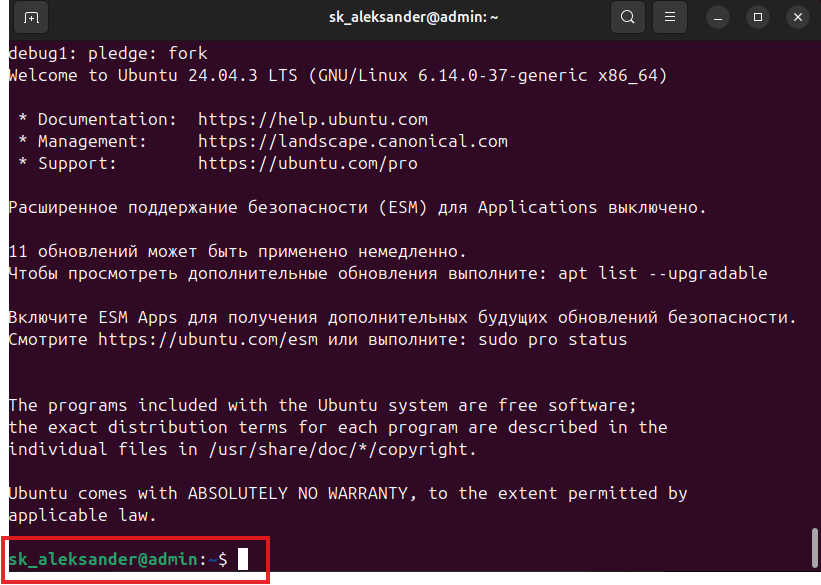 sk_aleksander@admin: ~
debug1: pledge: fork
Welcome to Ubuntu 24.04.3 LTS (GNU/Linux 6.14.0-37-generic x86_64)
* Documentation:  https://help.ubuntu.com
* Management:     https://landscape.canonical.com
* Support:        https://ubuntu.com/pro
Расширенное поддержание безопасности (ESM) для Applications выключено.
11 обновлений может быть применено немедленно.
Чтобы просмотреть дополнительные обновления выполните: apt list --upgradable
Включите ESM Apps для получения дополнительных будущих обновлений безопасности.
Смотрите https://ubuntu.com/esm или выполните: sudo pro status
The programs included with the Ubuntu system are free software;
the exact distribution terms for each program are described in the
individual files in /usr/share/doc/*/copyright.
Ubuntu comes with ABSOLUTELY NO WARRANTY, to the extent permitted by
applicable law.
sk_aleksander@admin:~$